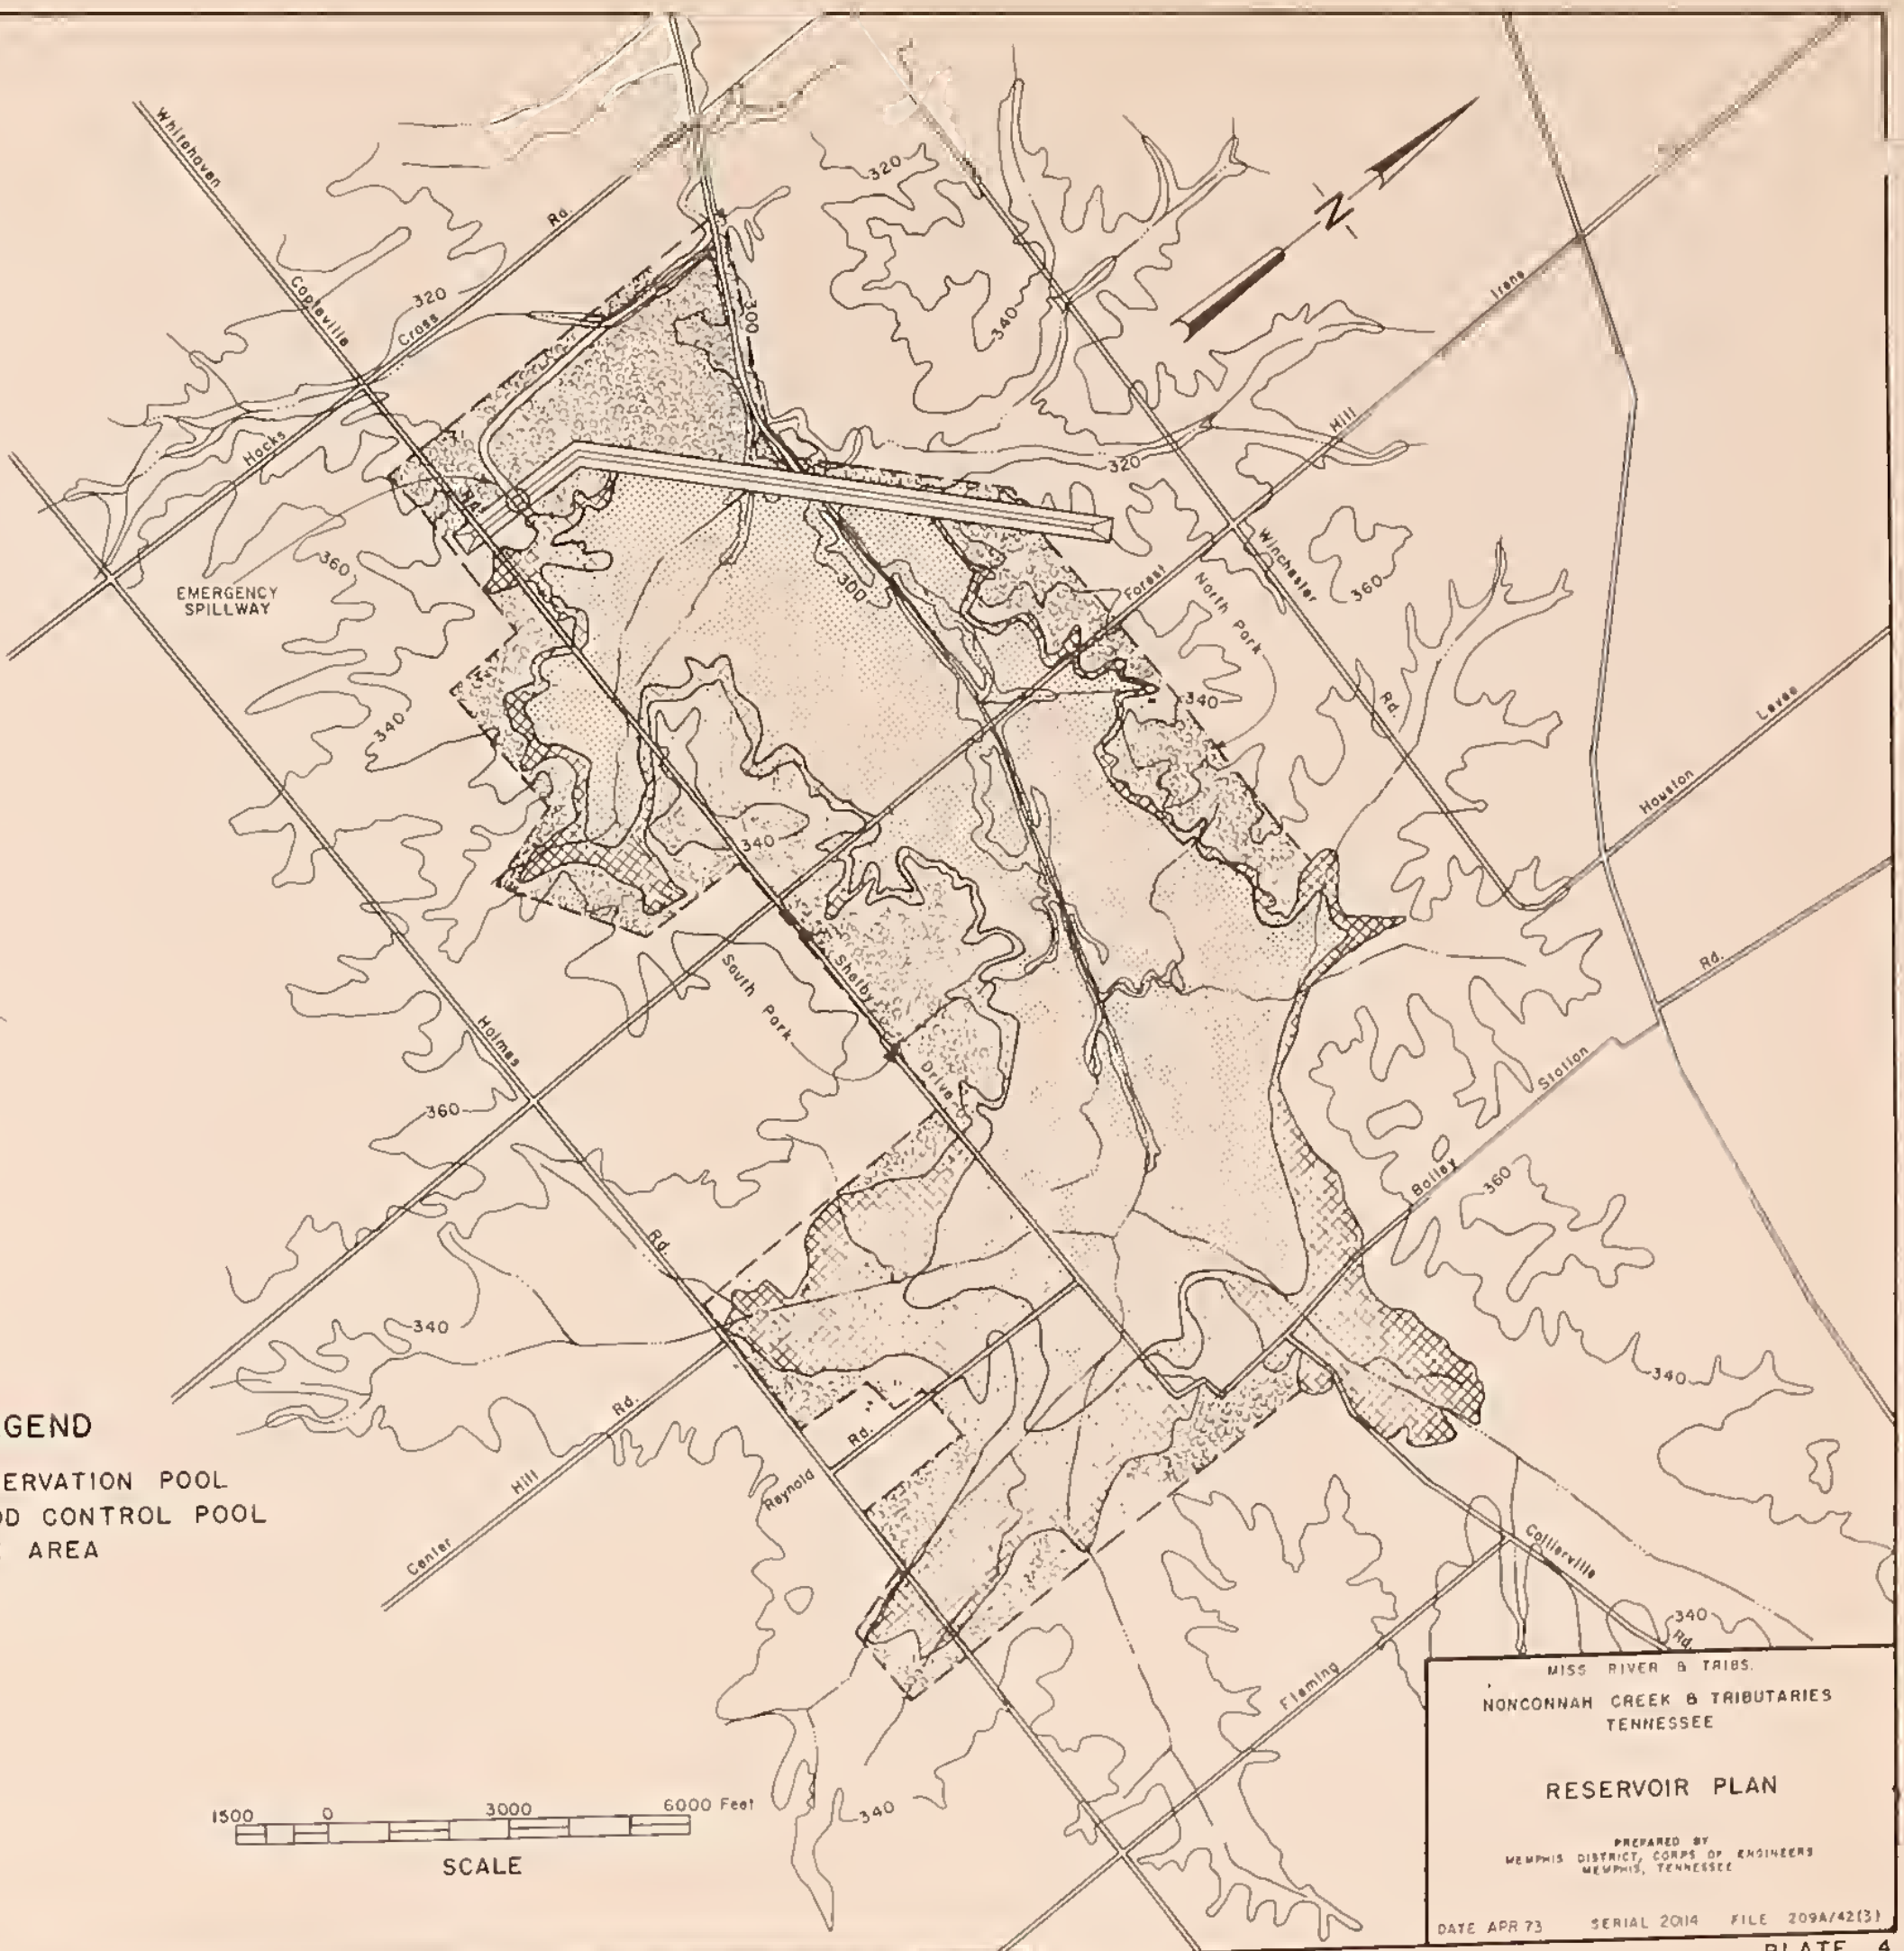 Whitehaven
Capleville
Rd.
Hacks
Cross
Rd.
320
300
320
340
N
Irene
Hill
320
Forest
North Park
Winchester
Rd.
360
340
EMERGENCY
SPILLWAY
360
340
300
340
South Park
Shelby
Drive
Houston
Levee
Rd.
Bailey
Station
360
Holmes
Rd.
360
340
Center
Hill
Rd.
Reynold
Rd.
340
Collierville
Rd.
340
Fleming
340
GEND
ERVATION POOL
OD CONTROL POOL
AREA
1500 0 3000 6000 Feet
SCALE
MISS RIVER & TRIBS.
NONCONNAH CREEK & TRIBUTARIES
TENNESSEE
RESERVOIR PLAN
PREPARED BY
MEMPHIS DISTRICT, CORPS OF ENGINEERS
MEMPHIS, TENNESSEE
DATE APR 73 SERIAL 20114 FILE 209A/42(3)
PLATE 4